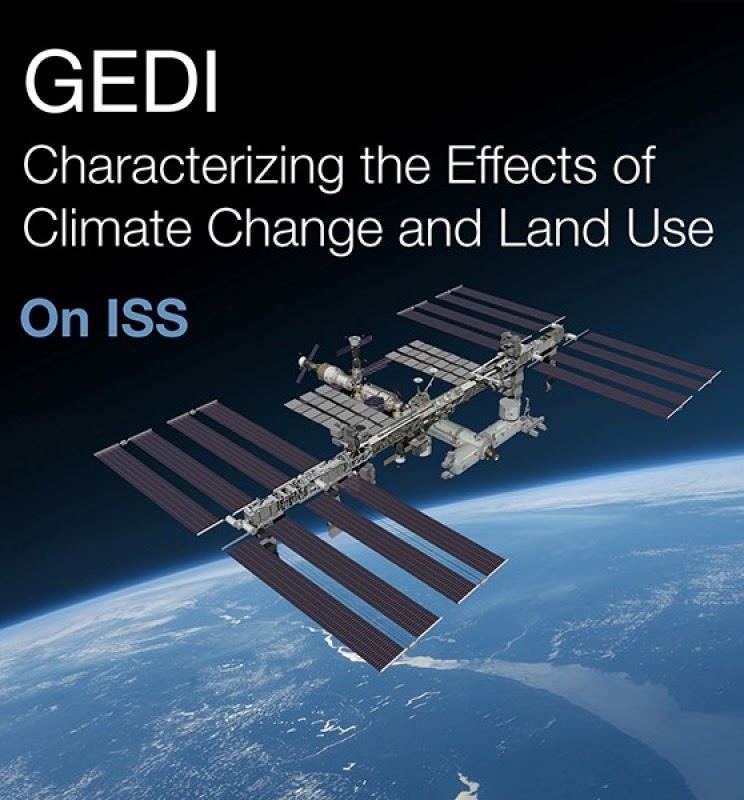 GEDI
Characterizing the Effects of
Climate Change and Land Use
On ISS